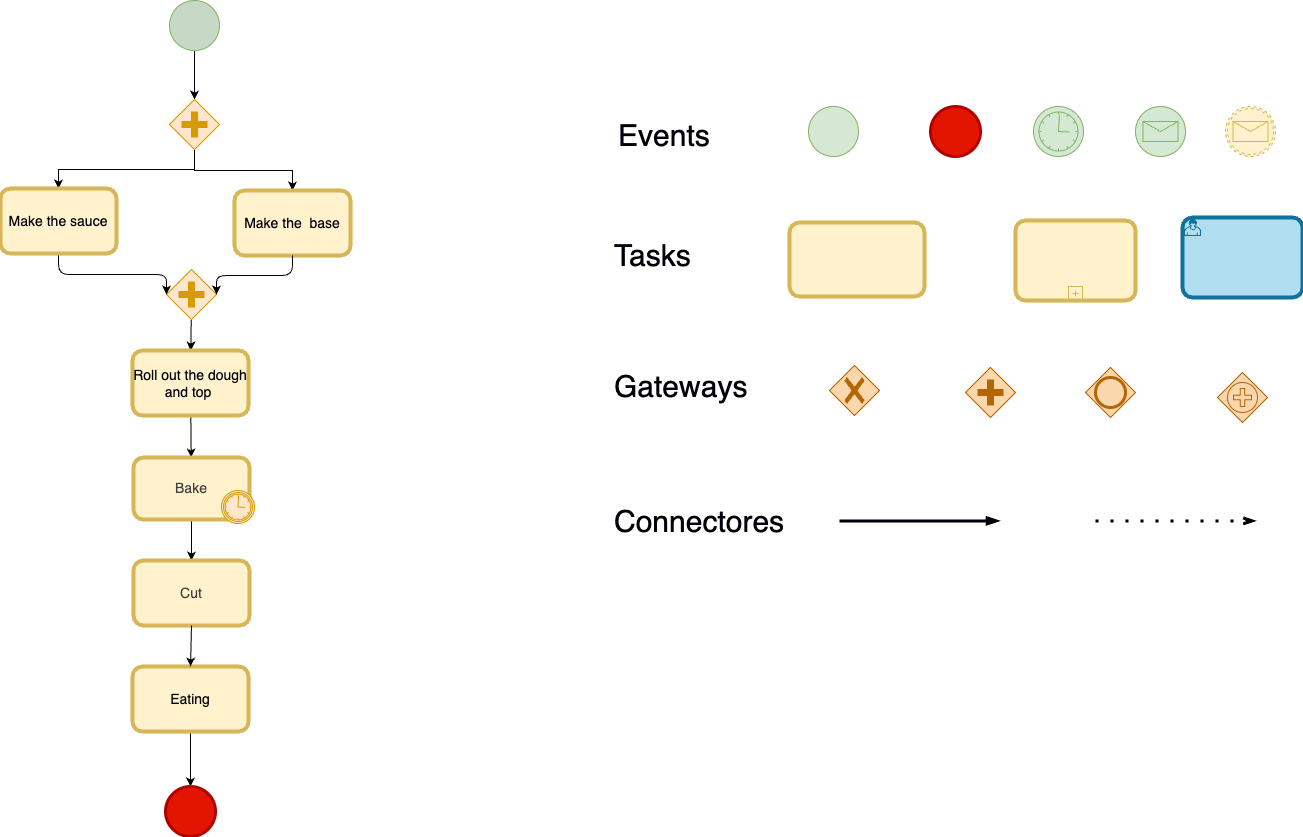 Make the sauce
Make the  base
Roll out the dough
and top
Bake
Cut
Eating
Events
Tasks
Gateways
Connectores